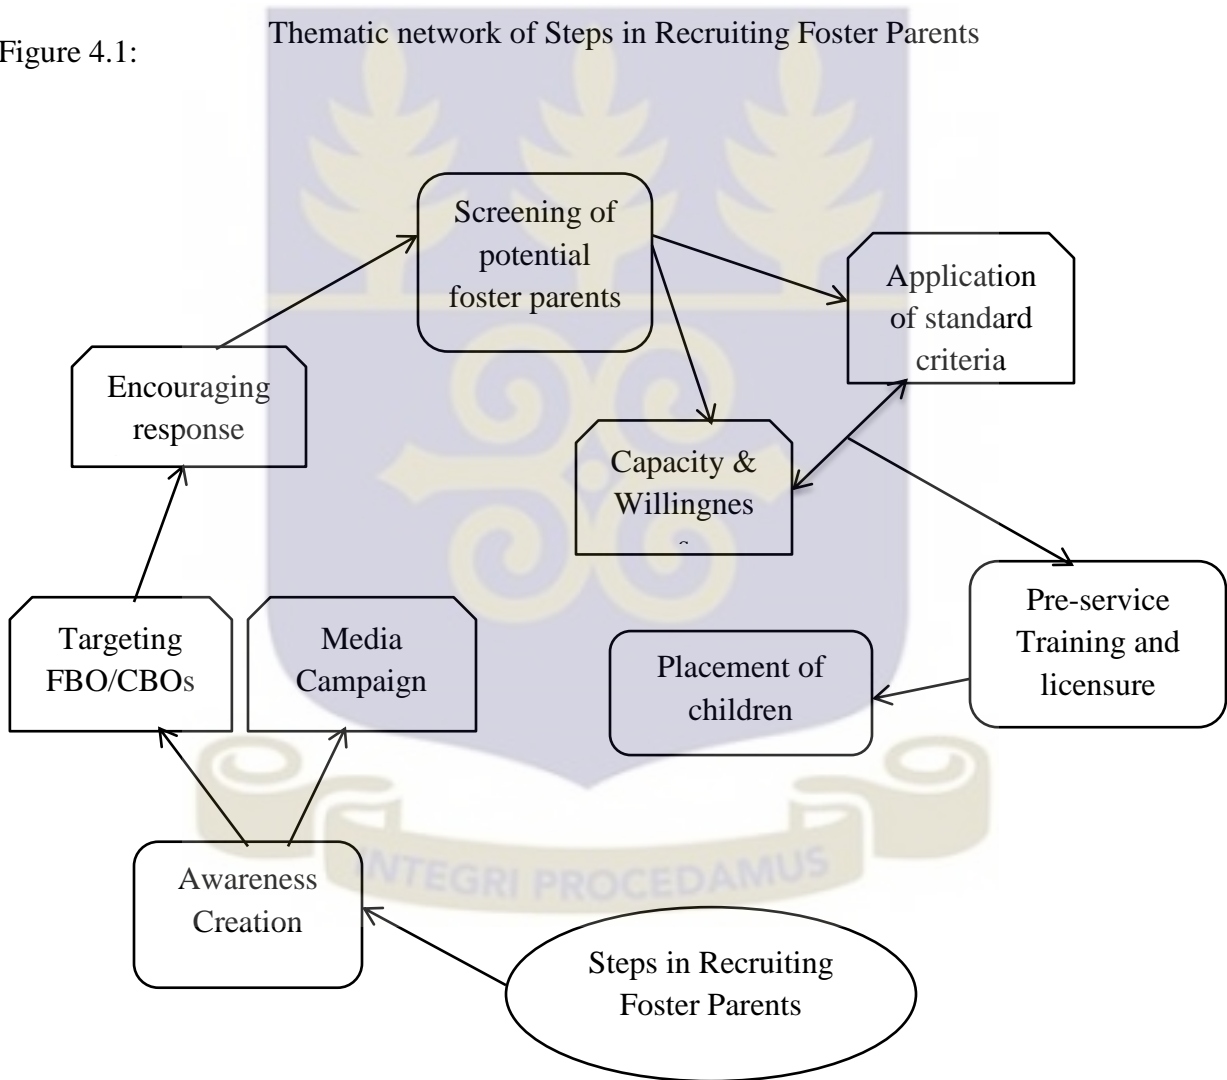 Figure 4.1:
Thematic network of Steps in Recruiting Foster Parents
Screening of
potential
foster parents
Application
of standard
criteria
Encouraging
response
Capacity &
Willingnes
s
Targeting
FBO/CBOs
Media
Campaign
Pre-service
Training and
licensure
Placement of
children
Awareness
Creation
INTEGRI PROCEDAMUS
Steps in Recruiting
Foster Parents